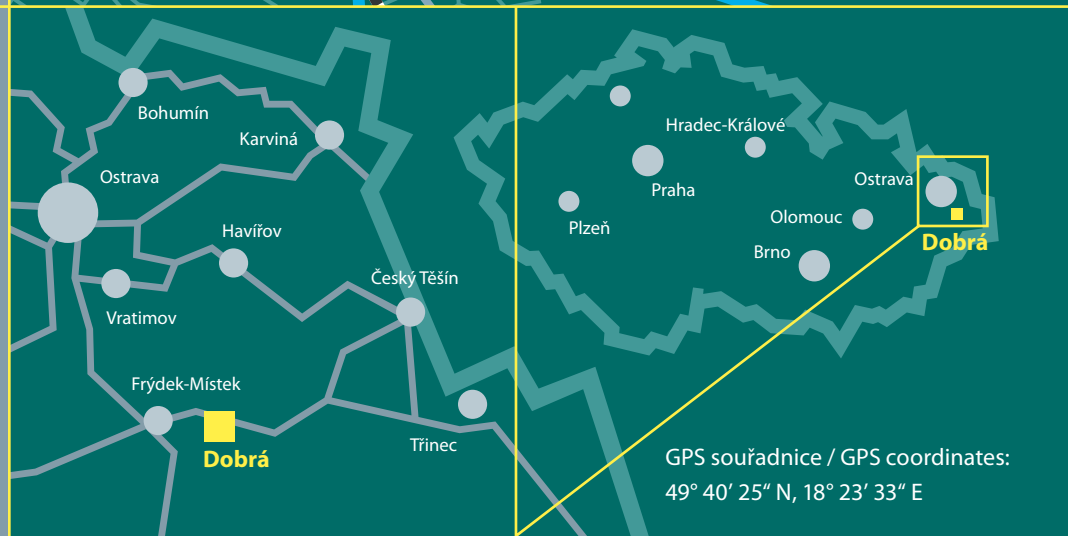 Bohumín
Karviná
Ostrava
Havířov
Český Těšín
Vratimov
Frýdek-Místek
Dobrá
Třinec
Hradec-Králové
Praha
Ostrava
Plzeň
Olomouc
Dobrá
Brno
GPS souřadnice / GPS coordinates:
49° 40’ 25“ N, 18° 23’ 33“ E